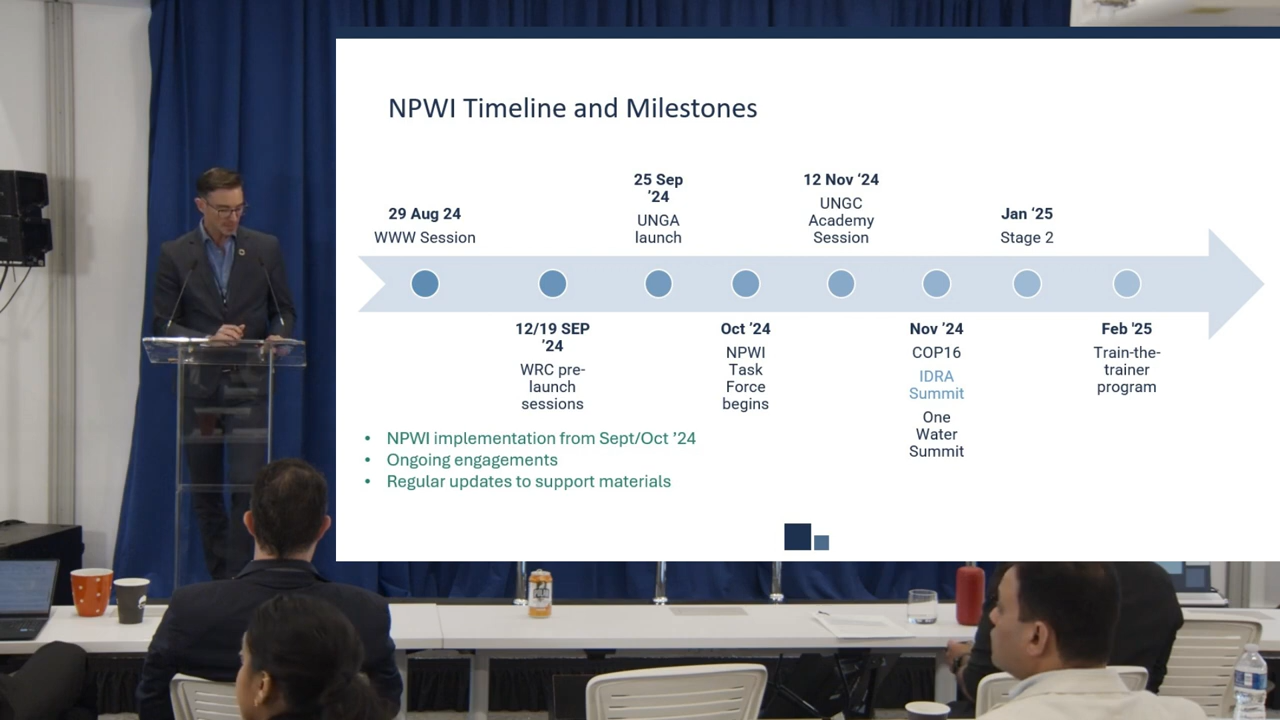 NPWI Timeline and Milestones
29 Aug 24
WWW Session
12/19 SEP
’24
WRC pre-
launch
sessions
25 Sep
’24
UNGA
launch
Oct ’24
NPWI
Task
Force
begins
12 Nov ‘24
UNGC
Academy
Session
Nov ’24
COP16
IDRA
Summit
One
Water
Summit
Jan ‘25
Stage 2
Feb '25
Train-the-
trainer
program
• NPWI implementation from Sept/Oct ’24
• Ongoing engagements
• Regular updates to support materials